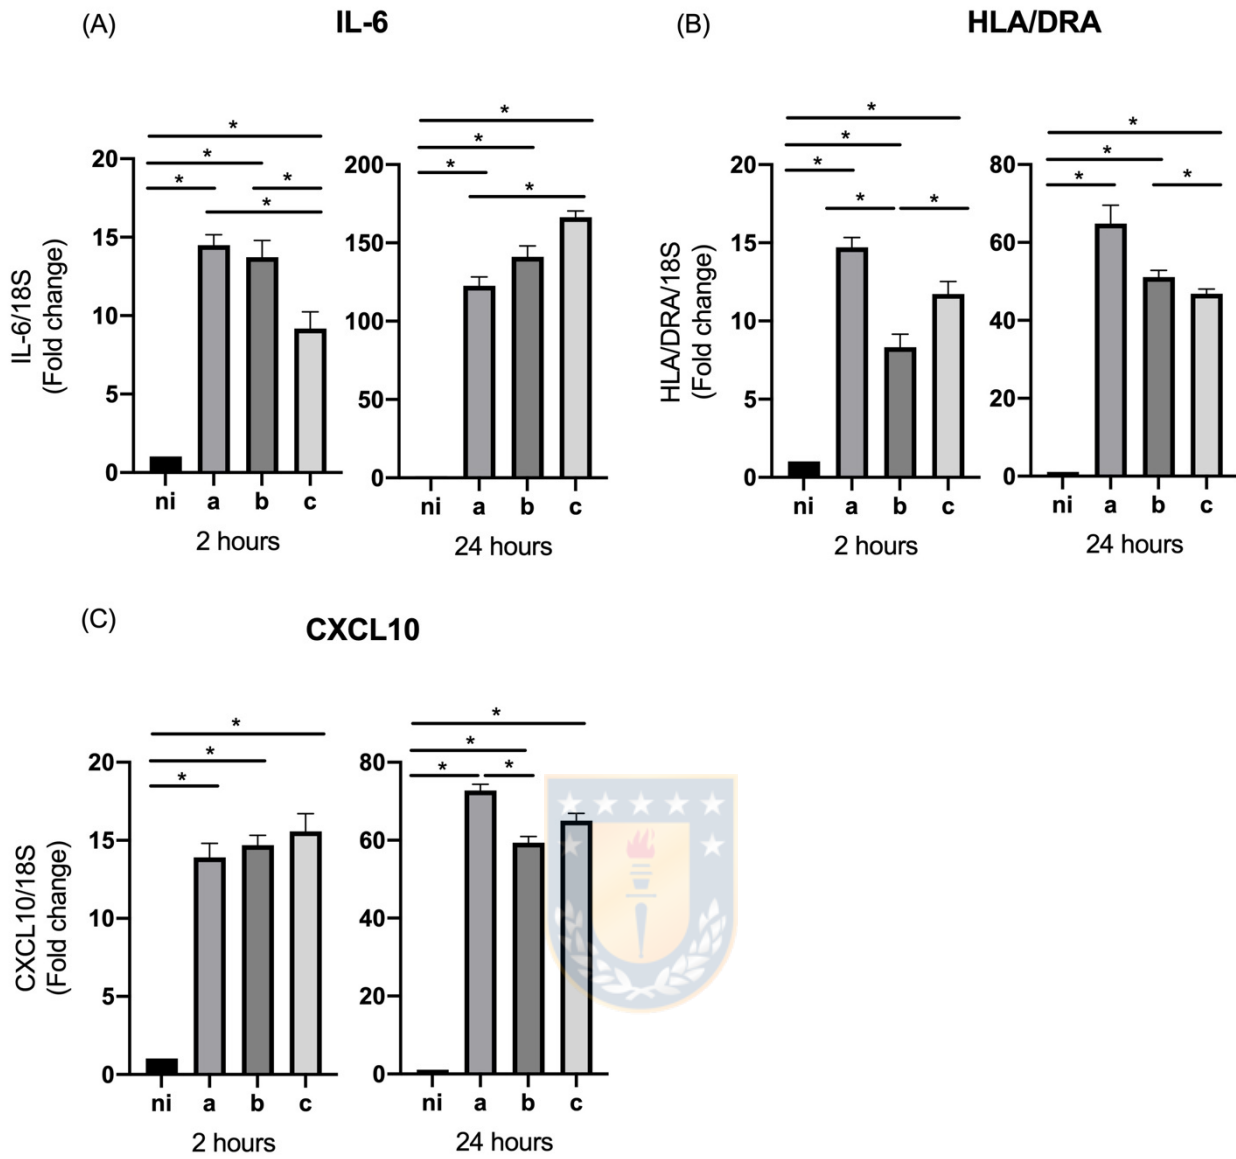 (A)
IL-6
(B)
HLA/DRA
*
*
*
*
*
IL-6/18S
(Fold change)
20
15
10
5
0
ni a b c
2 hours
*
*
*
*
200
150
100
50
0
ni a b c
24 hours
*
*
*
*
*
HLA/DRA/18S
(Fold change)
20
15
10
5
0
ni a b c
2 hours
*
*
*
*
80
60
40
20
0
ni a b c
24 hours
(C)
CXCL10
*
*
*
CXCL10/18S
(Fold change)
20
15
10
5
0
ni a b c
2 hours
*
*
*
*
80
60
40
20
0
ni a b c
24 hours